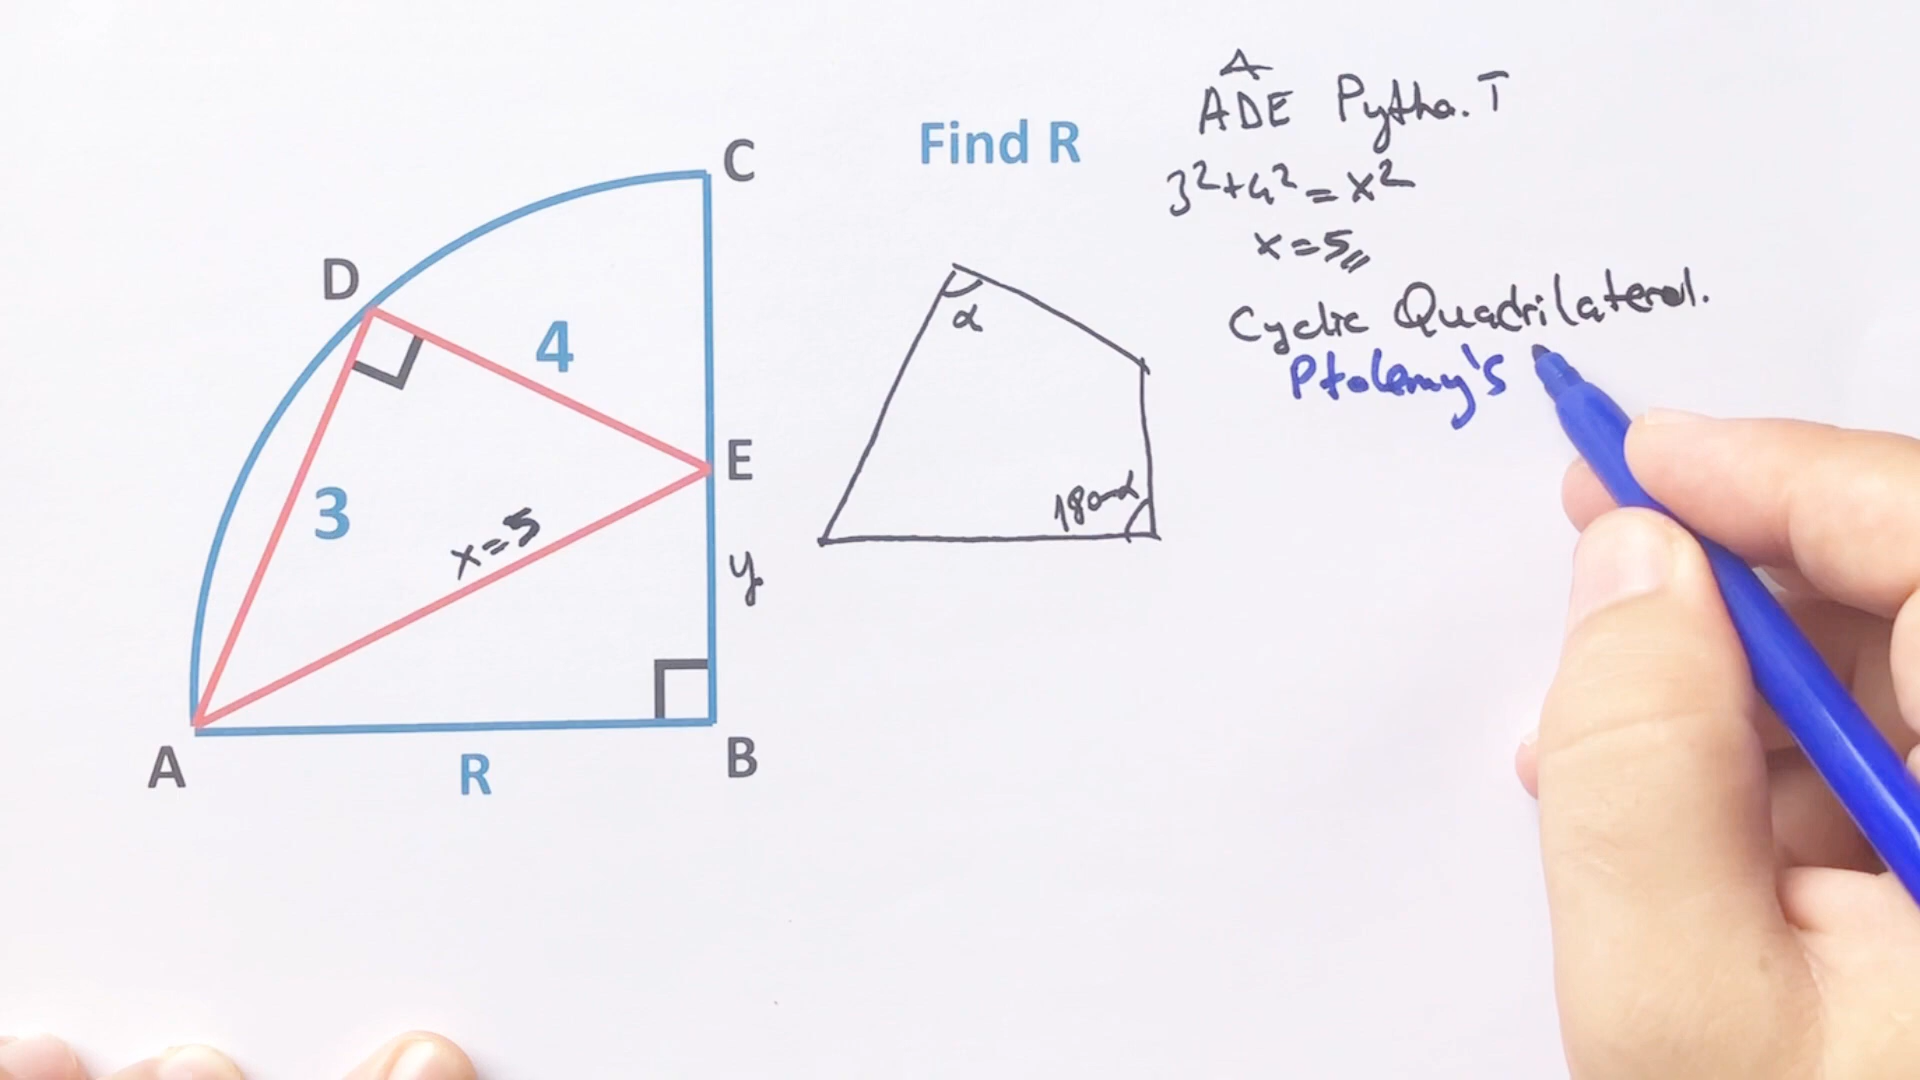 Find R
C
D
4
E
3
x=5
y
A
R
B
α
180-α
ADE Pytha. T
3²+4²=x²
x=5
Cyclic Quadrilateral.
Ptolemy's